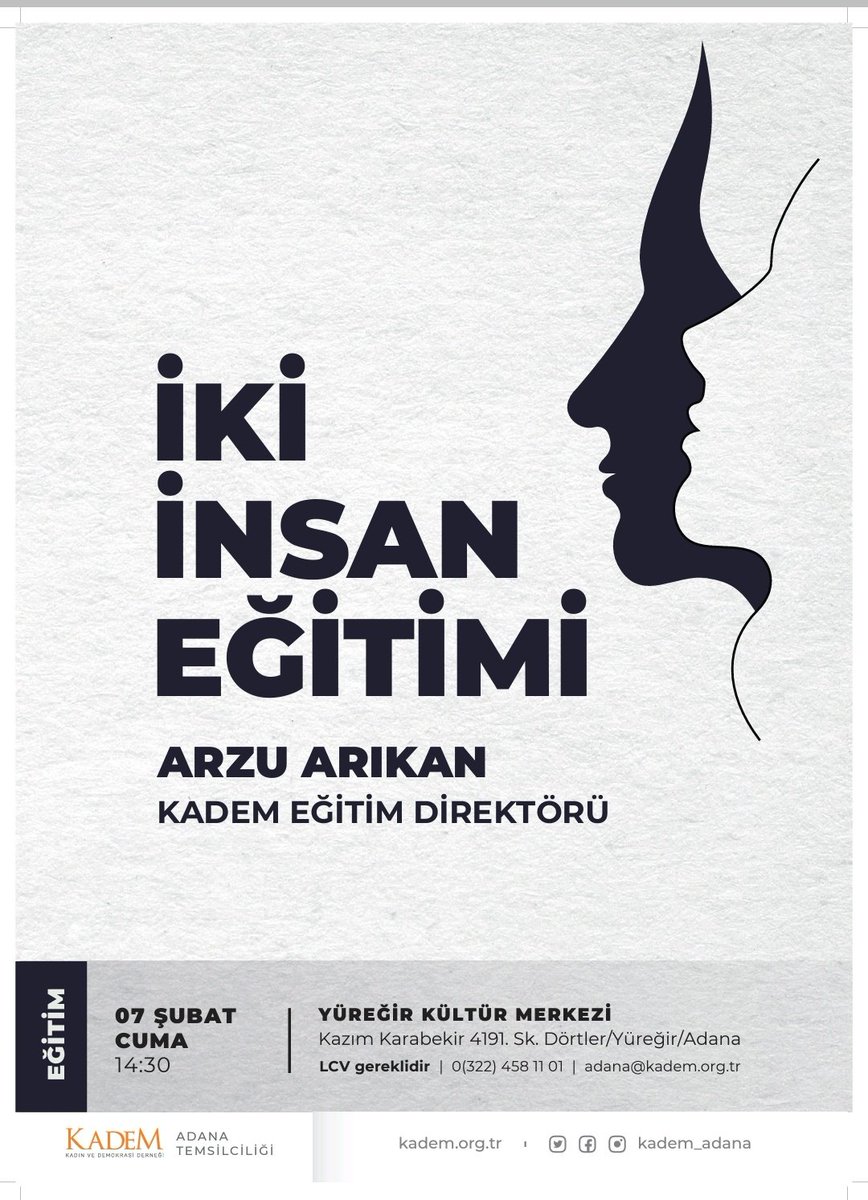 İKİ
İNSAN
EĞİTİMİ
ARZU ARIKAN
KADEM EĞİTİM DİREKTÖRÜ
EĞİTİM
07 ŞUBAT
CUMA
14:30
YÜREĞİR KÜLTÜR MERKEZİ
Kazım Karabekir 4191. Sk. Dörtler/Yüreğir/Adana
LCV gereklidir | 0(322) 458 11 01 | adana@kadem.org.tr
KADEM
KADIN VE DEMOKRASİ DERNEĞİ
ADANA
TEMSİLCİLİĞİ
kadem.org.tr
kadem_adana